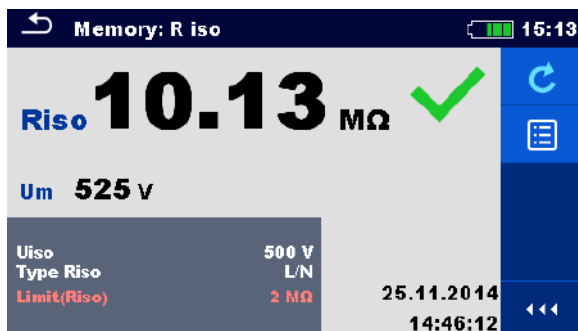 Memory: R iso 15:13
Riso 10.13 MΩ
Um 525 V
Uiso 500 V
Type Riso L/N
Limit(Riso) 2 MΩ
25.11.2014
14:46:12